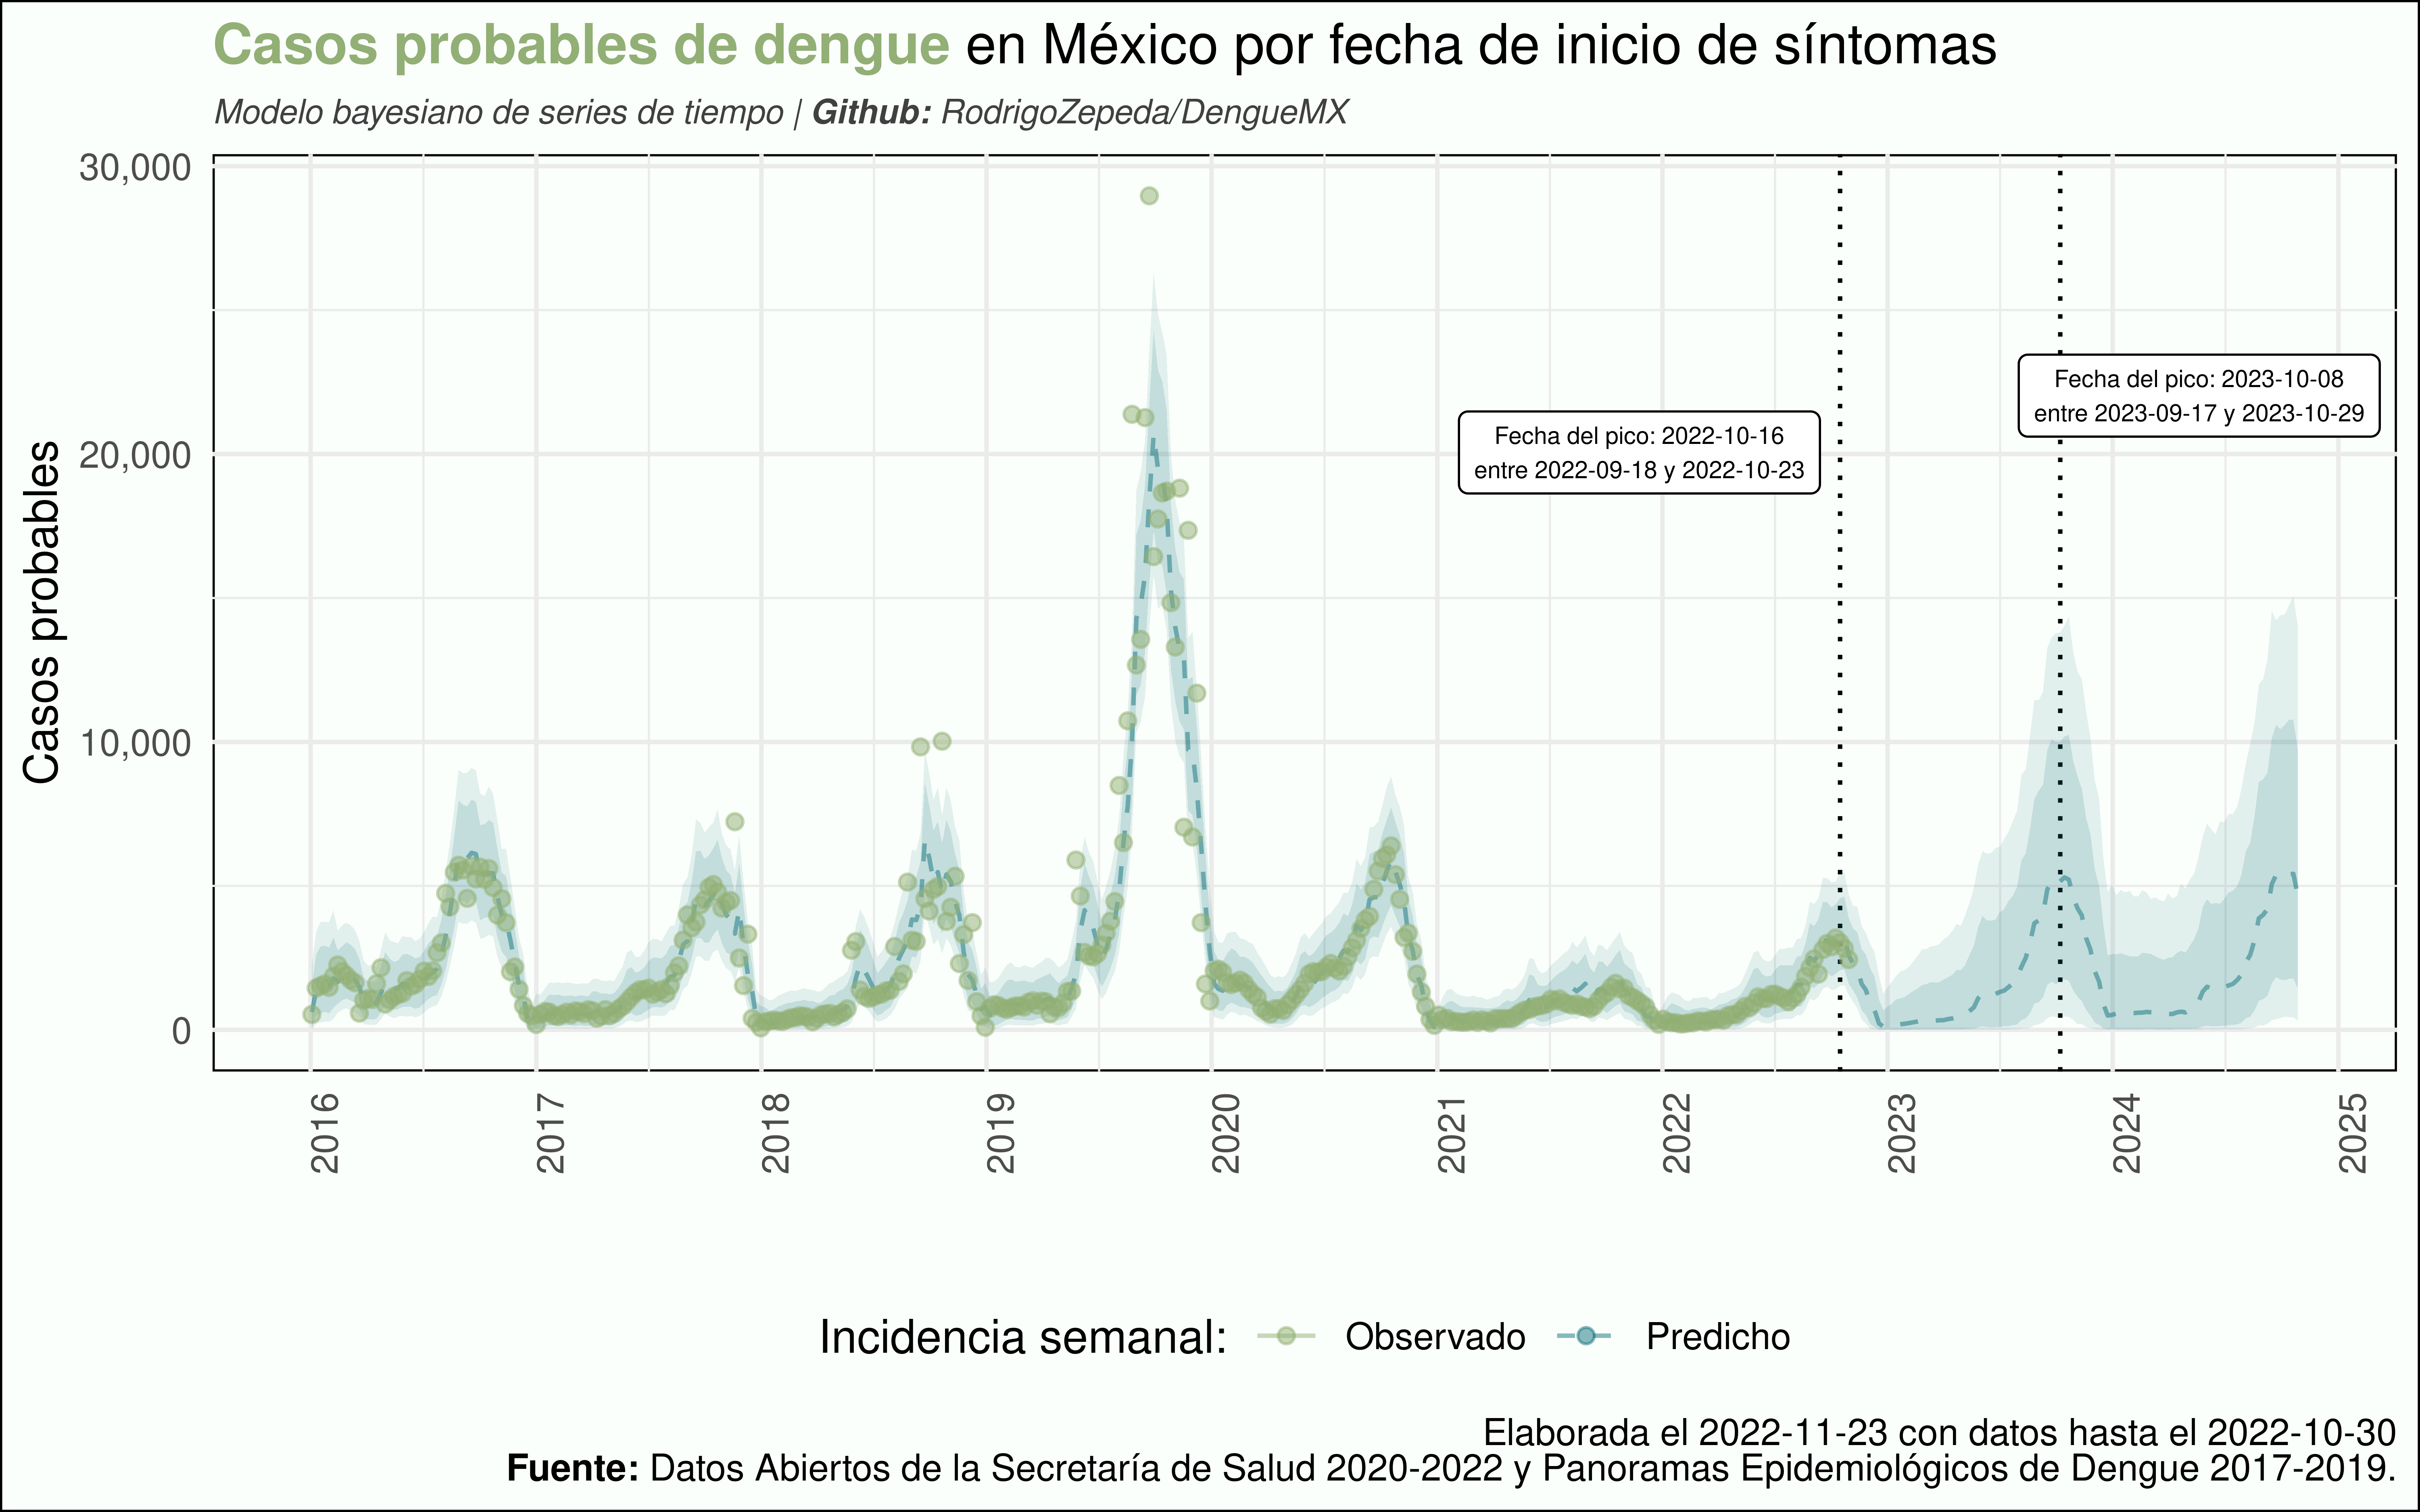 Casos probables de dengue en México por fecha de inicio de síntomas
Modelo bayesiano de series de tiempo | Github: RodrigoZepeda/DengueMX
Casos probables
30,000
20,000
10,000
0
Fecha del pico: 2022-10-16
entre 2022-09-18 y 2022-10-23
Fecha del pico: 2023-10-08
entre 2023-09-17 y 2023-10-29
2016
2017
2018
2019
2020
2021
2022
2023
2024
2025
Incidencia semanal: Observado Predicho
Elaborada el 2022-11-23 con datos hasta el 2022-10-30
Fuente: Datos Abiertos de la Secretaría de Salud 2020-2022 y Panoramas Epidemiológicos de Dengue 2017-2019.